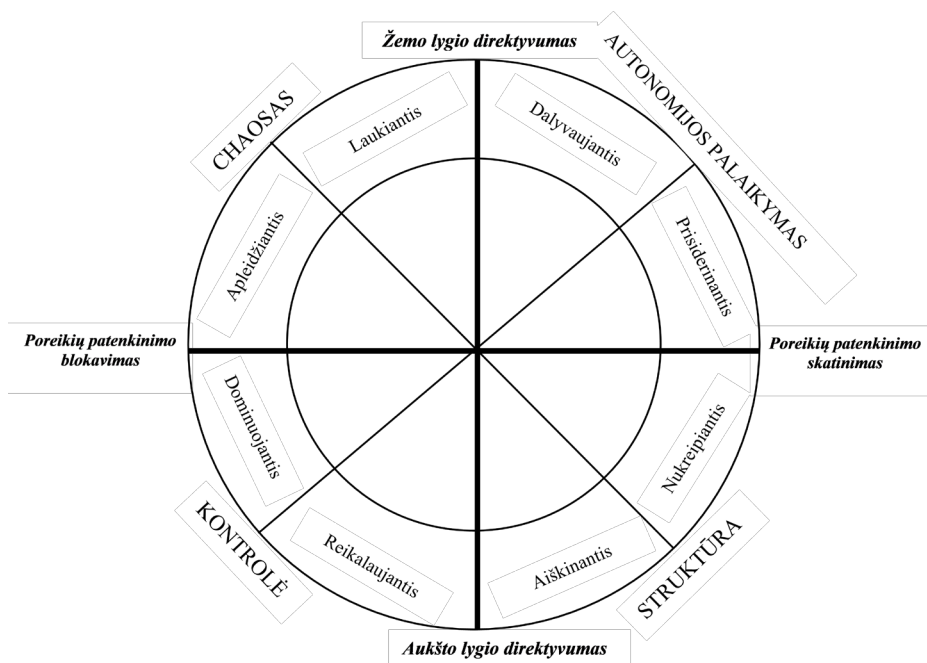 Žemo lygio direktyvumas
CHAOSAS
AUTONOMIJOS PALAIKYMAS
Laukiantis
Dalyvaujantis
Apleidžiantis
Prisiderinantis
Poreikių patenkinimo
blokavimas
Poreikių patenkinimo
skatinimas
Dominuojantis
Nukreipiantis
KONTROLĖ
Reikalaujantis
Aiškinantis
STRUKTŪRA
Aukšto lygio direktyvumas